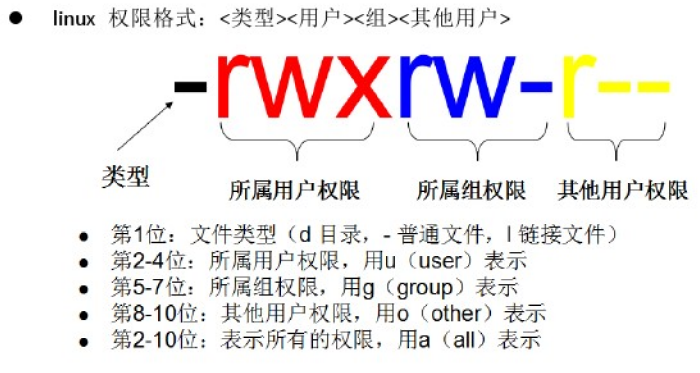 ● linux 权限格式：<类型><用户><组><其他用户>
-rwxrw-r--
类型
所属用户权限 所属组权限 其他用户权限
● 第1位：文件类型（d 目录，- 普通文件，l 链接文件）
● 第2-4位：所属用户权限，用u（user）表示
● 第5-7位：所属组权限，用g（group）表示
● 第8-10位：其他用户权限，用o（other）表示
● 第2-10位：表示所有的权限，用a（all）表示